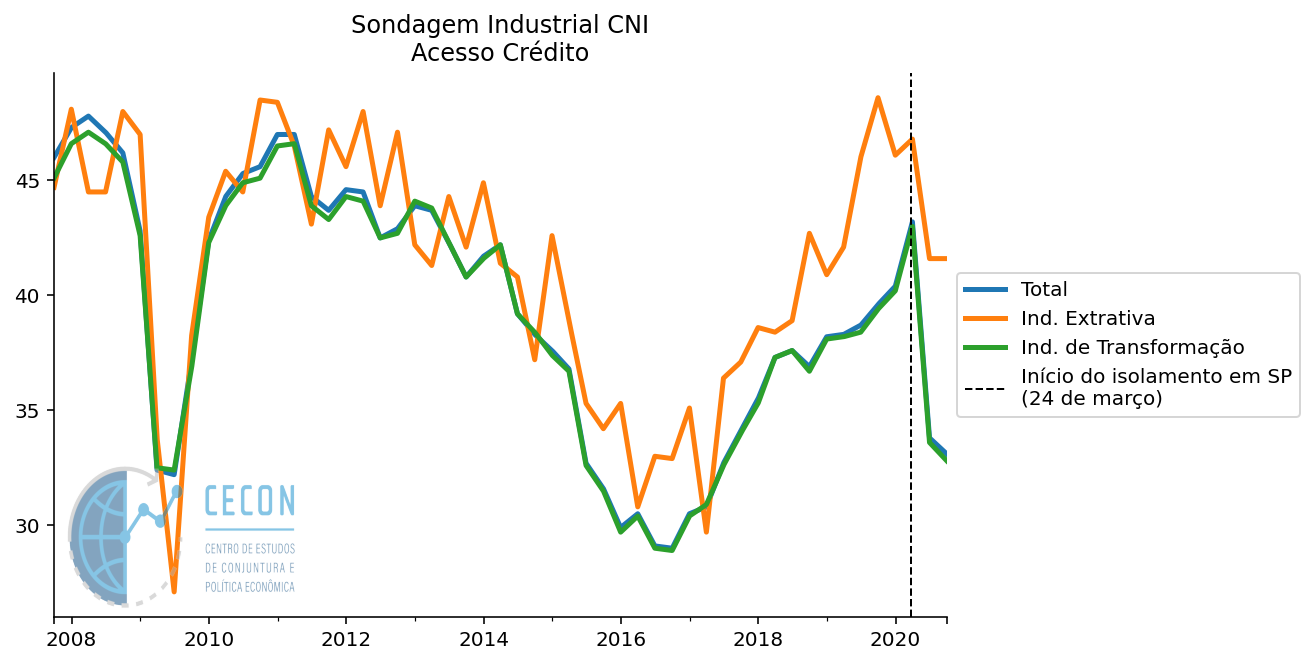 Sondagem Industrial CNI
Acesso Crédito
45
40
35
30
2008
2010
2012
2014
2016
2018
2020
Total
Ind. Extrativa
Ind. de Transformação
Início do isolamento em SP
(24 de março)
CECON
CENTRO DE ESTUDOS
DE CONJUNTURA E
POLÍTICA ECONÔMICA